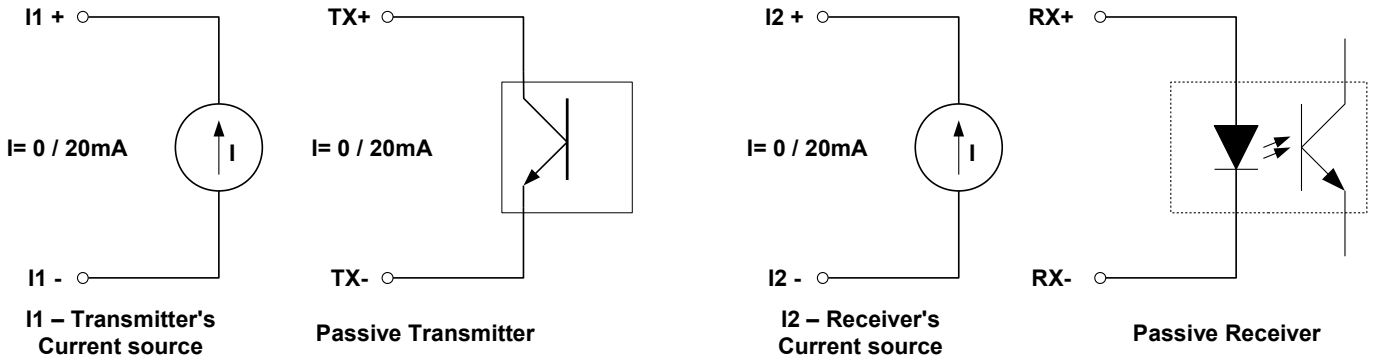 I1 +
TX+
I2 +
RX+
I= 0 / 20mA
I
I= 0 / 20mA
I= 0 / 20mA
I
I1 -
TX-
I2 -
RX-
I1 – Transmitter's
Current source
Passive Transmitter
I2 – Receiver's
Current source
Passive Receiver